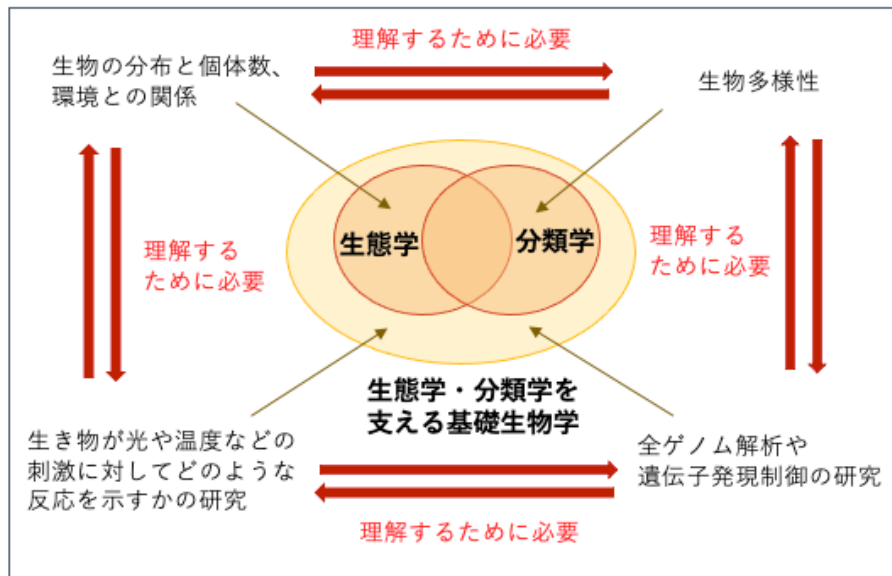 理解するために必要
生物の分布と個体数、
環境との関係
生物多様性
生態学
分類学
理解する
ために必要
理解する
ために必要
生態学・分類学を
支える基礎生物学
生き物が光や温度などの
刺激に対してどのような
反応を示すかの研究
全ゲノム解析や
遺伝子発現制御の研究
理解するために必要